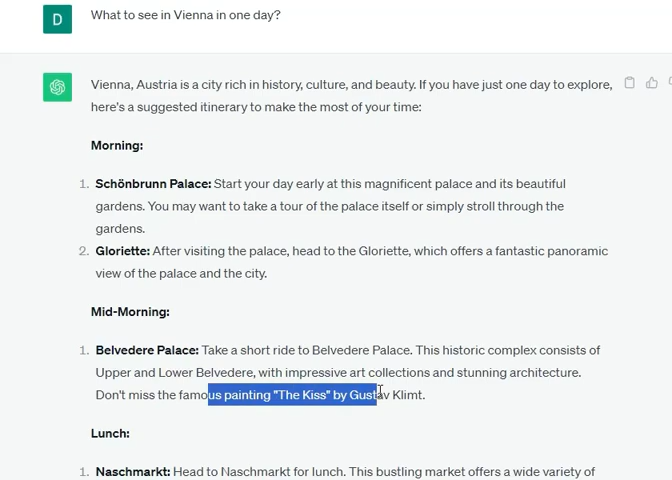 D
What to see in Vienna in one day?
Vienna, Austria is a city rich in history, culture, and beauty. If you have just one day to explore,
here's a suggested itinerary to make the most of your time:
Morning:
1. Schönbrunn Palace: Start your day early at this magnificent palace and its beautiful
gardens. You may want to take a tour of the palace itself or simply stroll through the
gardens.
2. Gloriette: After visiting the palace, head to the Gloriette, which offers a fantastic panoramic
view of the palace and the city.
Mid-Morning:
1. Belvedere Palace: Take a short ride to Belvedere Palace. This historic complex consists of
Upper and Lower Belvedere, with impressive art collections and stunning architecture.
Don't miss the famous painting "The Kiss" by Gustav Klimt.
Lunch:
1. Naschmarkt: Head to Naschmarkt for lunch. This bustling market offers a wide variety of